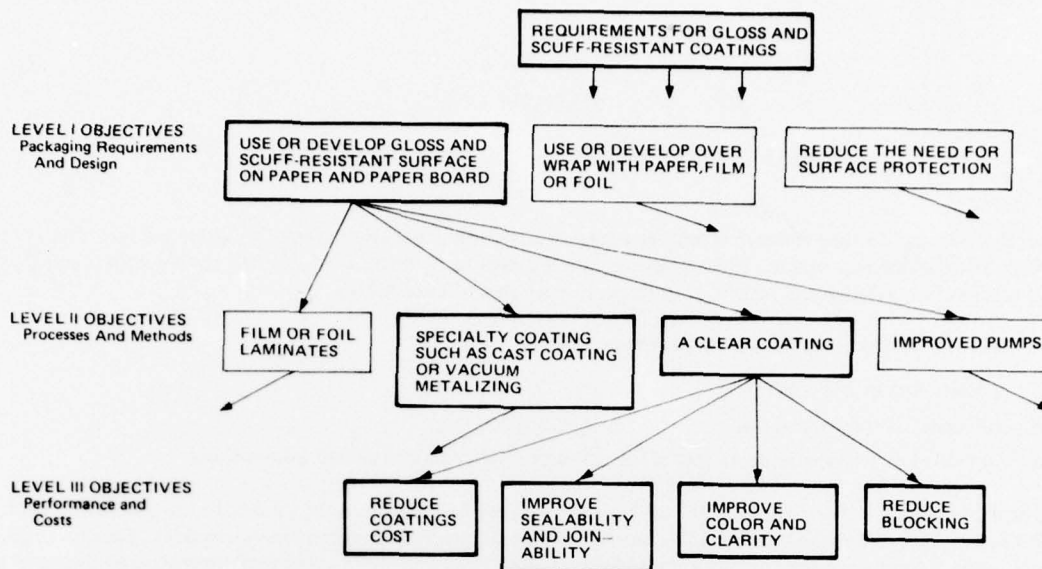 REQUIREMENTS FOR GLOSS AND
SCUFF-RESISTANT COATINGS
LEVEL I OBJECTIVES
Packaging Requirements
And Design
USE OR DEVELOP GLOSS AND
SCUFF-RESISTANT SURFACE
ON PAPER AND PAPER BOARD
USE OR DEVELOP OVER
WRAP WITH PAPER, FILM
OR FOIL
REDUCE THE NEED FOR
SURFACE PROTECTION
LEVEL II OBJECTIVES
Processes And Methods
FILM OR FOIL
LAMINATES
SPECIALTY COATING
SUCH AS CAST COATING
OR VACUUM
METALIZING
A CLEAR COATING
IMPROVED PUMPS
LEVEL III OBJECTIVES
Performance and
Costs
REDUCE
COATINGS
COST
IMPROVE
SEALABILITY
AND JOIN-
ABILITY
IMPROVE
COLOR AND
CLARITY
REDUCE
BLOCKING